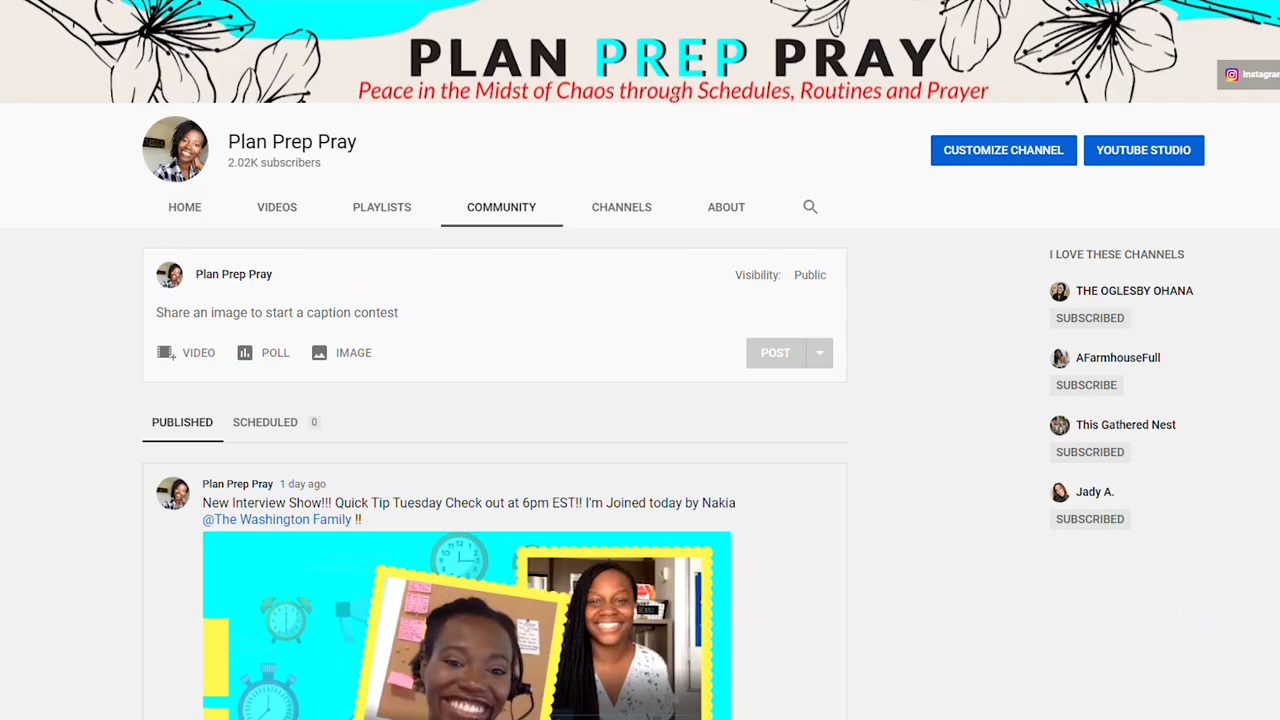 PLAN PREP PRAY
Peace in the Midst of Chaos through Schedules, Routines and Prayer
Plan Prep Pray
2.02K subscribers
CUSTOMIZE CHANNEL
YOUTUBE STUDIO
HOME
VIDEOS
PLAYLISTS
COMMUNITY
CHANNELS
ABOUT
Plan Prep Pray
Visibility: Public
Share an image to start a caption contest
VIDEO
POLL
IMAGE
POST
PUBLISHED
SCHEDULED 0
Plan Prep Pray 1 day ago
New Interview Show!!! Quick Tip Tuesday Check out at 6pm EST!! I'm Joined today by Nakia
@The Washington Family !!
I LOVE THESE CHANNELS
THE OGLESBY OHANA
SUBSCRIBED
AFarmhouseFull
SUBSCRIBE
This Gathered Nest
SUBSCRIBED
Jady A.
SUBSCRIBED